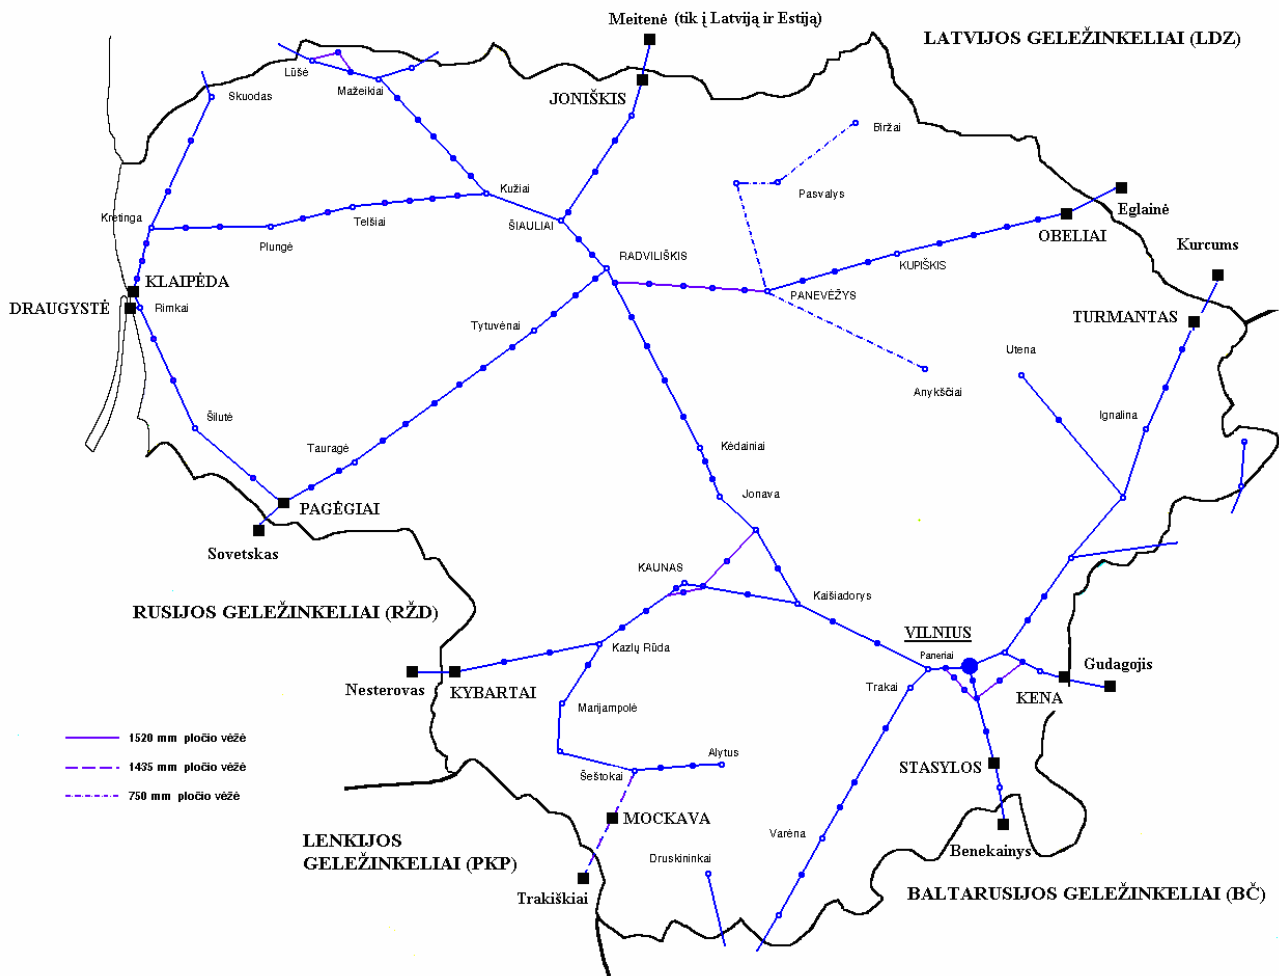 Meitenė (tik į Latviją ir Estiją)
LATVIJOS GELEŽINKELIAI (LDZ)
Lūšė
Mažeikiai
Skuodas
JONIŠKIS
Biržai
Pasvalys
Kužiai
Kretinga
Telšiai
Plungė
ŠIAULIAI
Eglainė
OBELIAI
Kurcums
RADVILIŠKIS
KUPIŠKIS
KLAIPĖDA
DRAUGYSTĖ
Rimkai
PANEVĖŽYS
TURMANTAS
Tytuvėnai
Utena
Anykščiai
Ignalina
Šilutė
Tauragė
Kėdainiai
Jonava
PAGĖGIAI
Sovetskas
KAUNAS
Kaišiadorys
RUSIJOS GELEŽINKELIAI (RŽD)
VILNIUS
Paneriai
Kazlų Rūda
Gudagojis
Nesterovas
KYBARTAI
Trakai
KENA
Marijampolė
1520 mm pločio vėžė
1435 mm pločio vėžė
750 mm pločio vėžė
Alytus
Šeštokai
STASYLOS
MOCKAVA
Varėna
LENKIJOS
GELEŽINKELIAI (PKP)
Druskininkai
Benekainys
Trakiškiai
BALTARUSIJOS GELEŽINKELIAI (BČ)